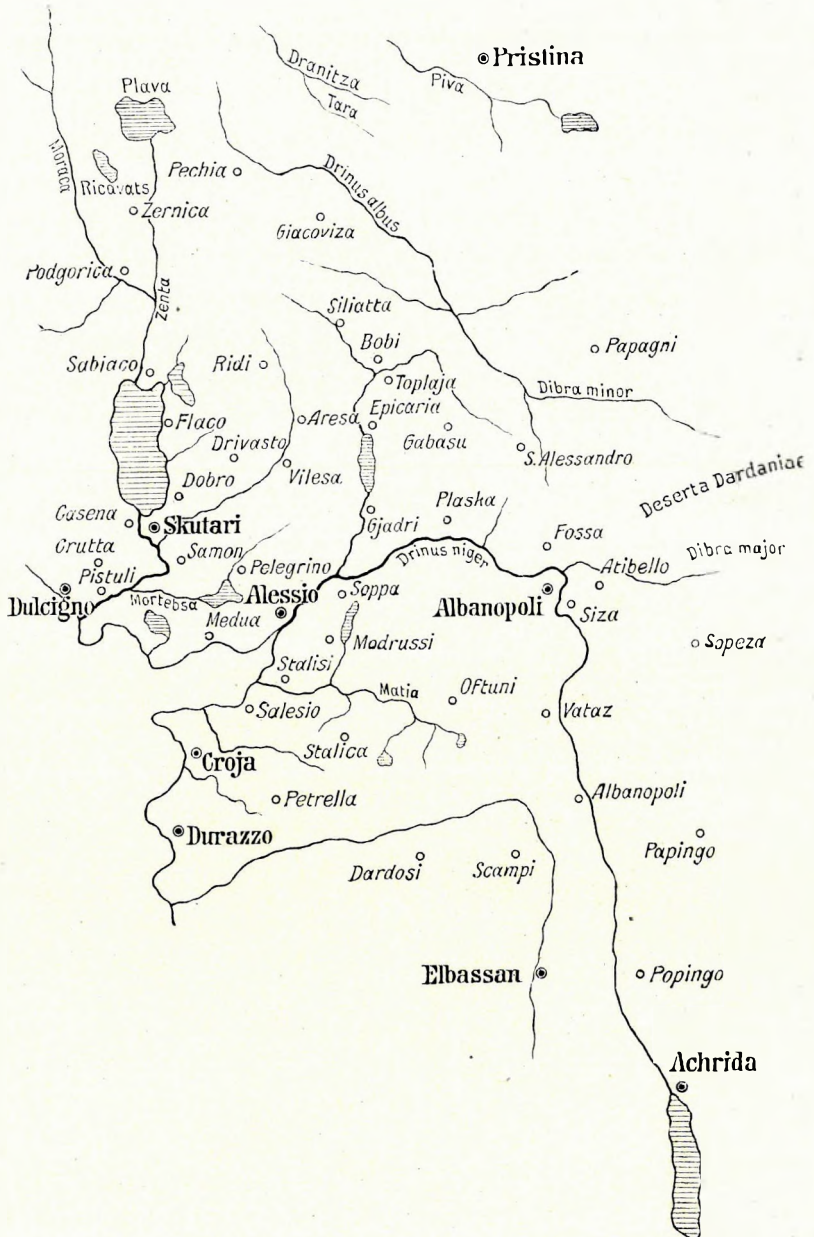 Pristina
Dranitza
Tara
Piva
Plava
Moraca
Ricavats
Pechia
Drinus albus
Zernica
Giacoviza
Podgorica
Zenta
Siliatta
Bobi
Papagni
Sabiaco
Ridi
Toplaja
Dibra minor
Flaco
Aresa
Epicaria
Drivasto
Gabasu
S. Alessandro
Vilesa
Deserta Dardaniae
Dobro
Plaska
Casena
Skutari
Gjadri
Fossa
Crutta
Samon
Drinus niger
Dibra major
Pistuli
Pelegrino
Atibello
Dulcigno
Mortebsa
Alessio
Soppa
Albanopoli
Siza
Medua
Modrussi
Sopeza
Stalisi
Matia
Oftuni
Salesio
Vataz
Croja
Stalica
Petrella
Albanopoli
Durazzo
Papingo
Dardosi
Scampi
Elbassan
Popingo
Achrida